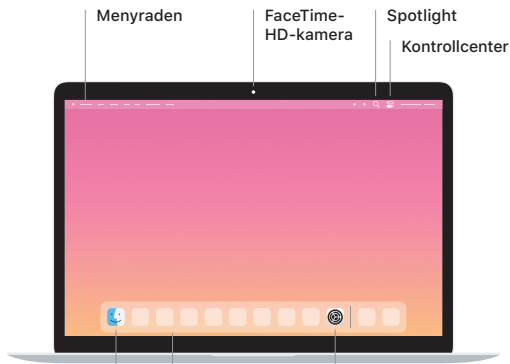 Menyraden
FaceTime-
HD-kamera
Spotlight
Kontrollcenter